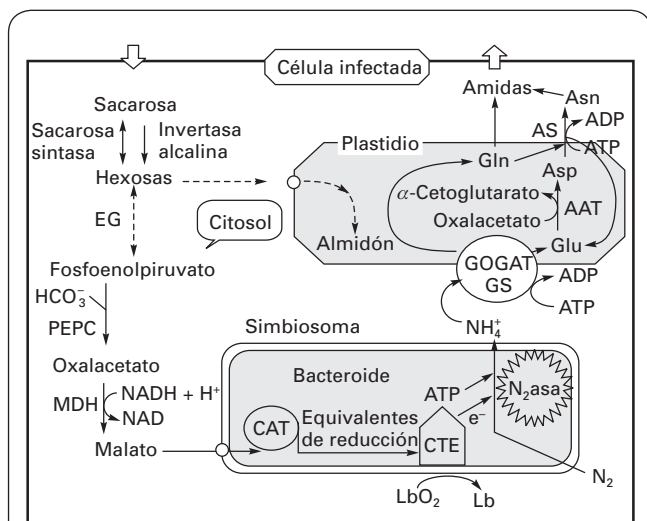 Célula infectada
Sacarosa
Sacarosa
sintasa
Invertasa
alcalina
Hexosas
EG
Citosol
Fosfoenolpiruvato
HCO₃⁻
PEPC
Oxalacetato
MDH
NADH + H⁺
NAD
Malato
Amidas
Asn
ADP
AS
ATP
Plastidio
Gln
Asp
α-Cetoglutarato
Oxalacetato
AAT
Almidón
Glu
GOGAT
GS
ADP
ATP
NH₄⁺
Simbiosoma
Bacteroide
ATP
N₂asa
CAT
Equivalentes
de reducción
e⁻
CTE
N₂
LbO₂
Lb